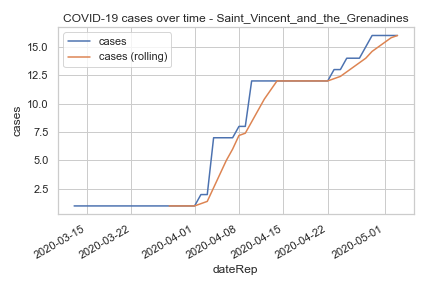 COVID-19 cases over time - Saint_Vincent_and_the_Grenadines
cases
cases (rolling)
15.0
12.5
10.0
7.5
5.0
2.5
cases
2020-03-15
2020-03-22
2020-04-01
2020-04-08
2020-04-15
2020-04-22
2020-05-01
dateRep